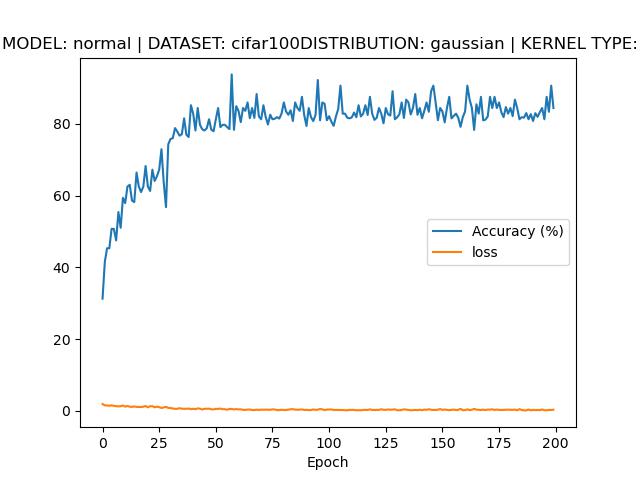 MODEL: normal | DATASET: cifar100DISTRIBUTION: gaussian | KERNEL TYPE:
80
60
40
20
0
Accuracy (%)
loss
0 25 50 75 100 125 150 175 200
Epoch